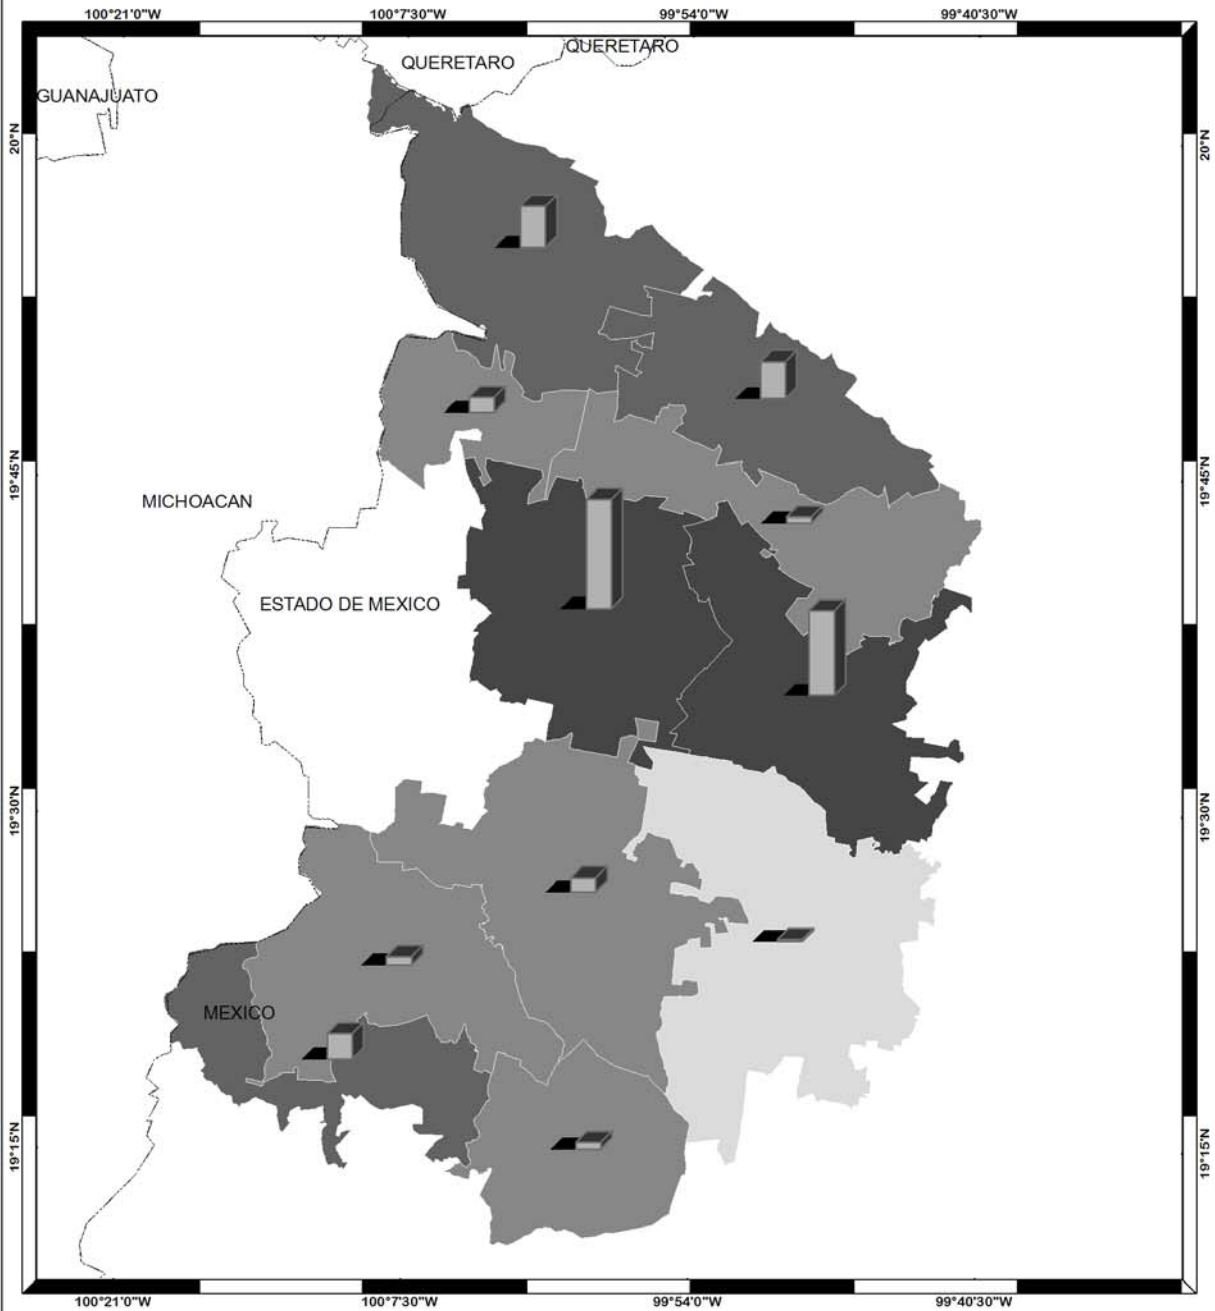 100°21'0"W 100°7'30"W 99°54'0"W 99°40'30"W
QUERETARO
QUERETARO
GUANAJUATO
20°N 20°N
19°45'N 19°45'N
MICHOACAN
ESTADO DE MEXICO
19°30'N 19°30'N
MEXICO
19°15'N 19°15'N
100°21'0"W 100°7'30"W 99°54'0"W 99°40'30"W